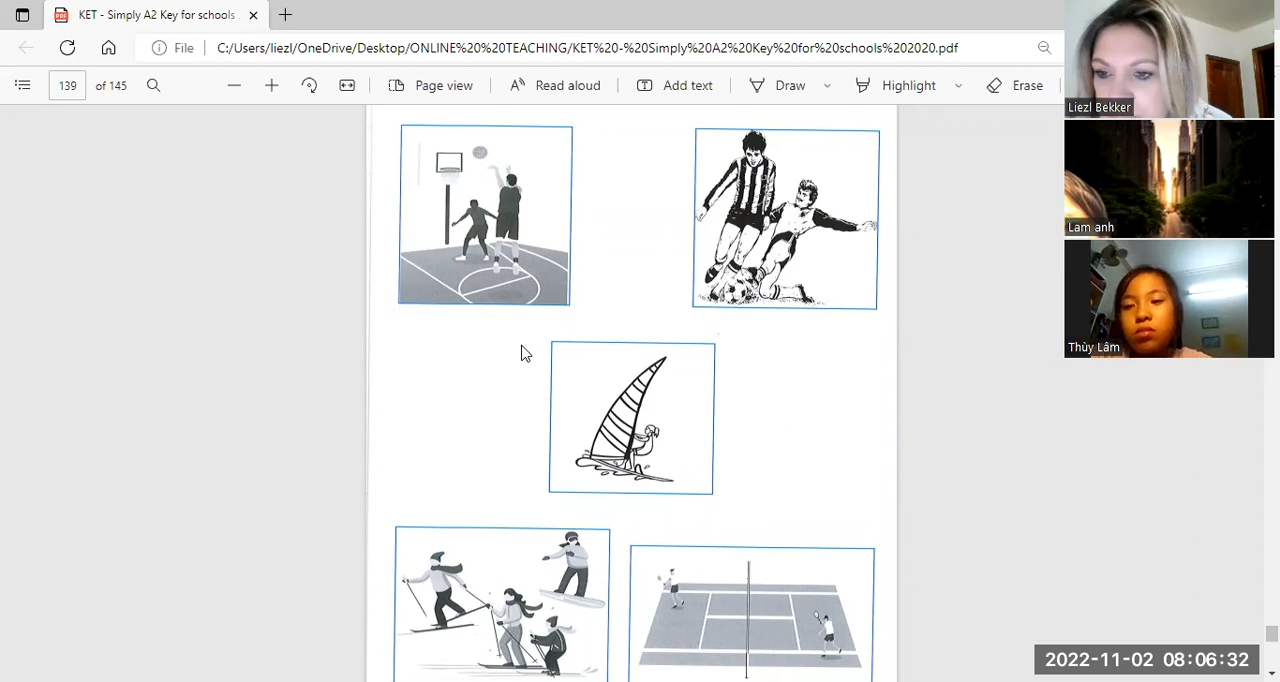 KET - Simply A2 Key for schools
File
C:/Users/liezl/OneDrive/Desktop/ONLINE%20%20TEACHING/KET%20-%20Simply%20A2%20Key%20for%20schools%202020.pdf
139 of 145
Page view
Read aloud
Add text
Draw
Highlight
Erase
Liezl Bekker
Lam anh
Thùy Lâm
2022-11-02 08:06:32